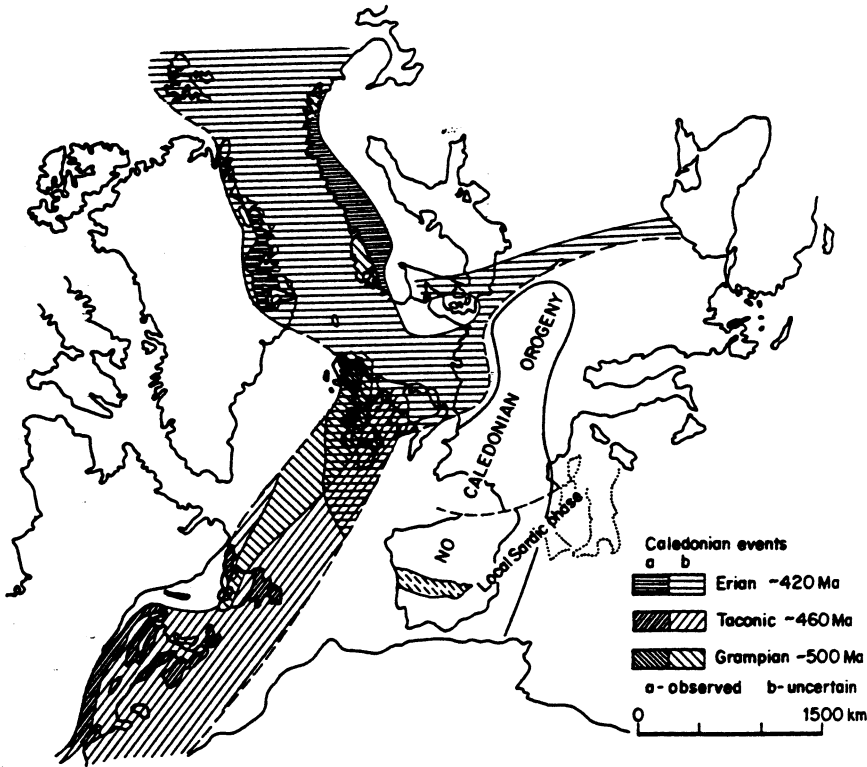 NO CALEDONIAN OROGENY
Local Sardic phase
Caledonian events
a b
Erian ~420 Ma
Taconic ~460 Ma
Grampian ~500 Ma
a - observed b - uncertain
0 1500 km